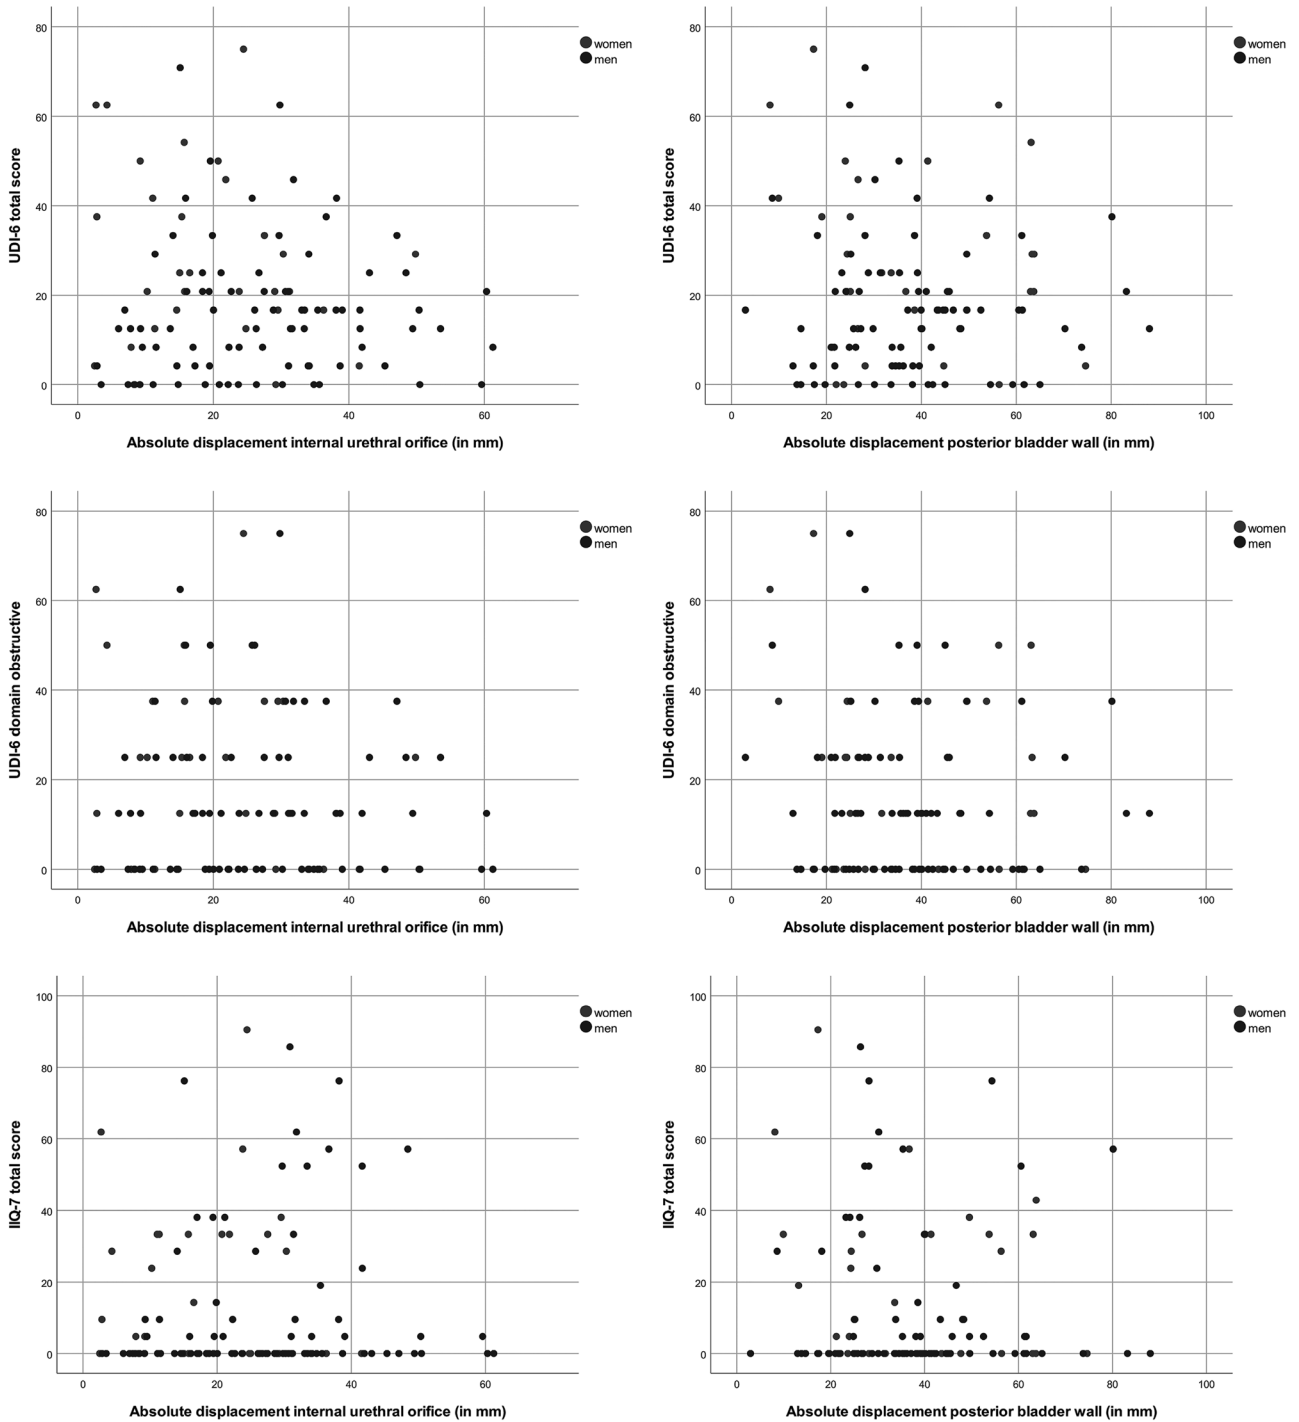 80
60
40
20
0
UDI-6 total score
0 20 40 60
Absolute displacement internal urethral orifice (in mm)
women
men
80
60
40
20
0
UDI-6 total score
0 20 40 60 80 100
Absolute displacement posterior bladder wall (in mm)
women
men
80
60
40
20
0
UDI-6 domain obstructive
0 20 40 60
Absolute displacement internal urethral orifice (in mm)
women
men
80
60
40
20
0
UDI-6 domain obstructive
0 20 40 60 80 100
Absolute displacement posterior bladder wall (in mm)
women
men
100
80
60
40
20
0
IIQ-7 total score
0 20 40 60
Absolute displacement internal urethral orifice (in mm)
women
men
100
80
60
40
20
0
IIQ-7 total score
0 20 40 60 80 100
Absolute displacement posterior bladder wall (in mm)
women
men